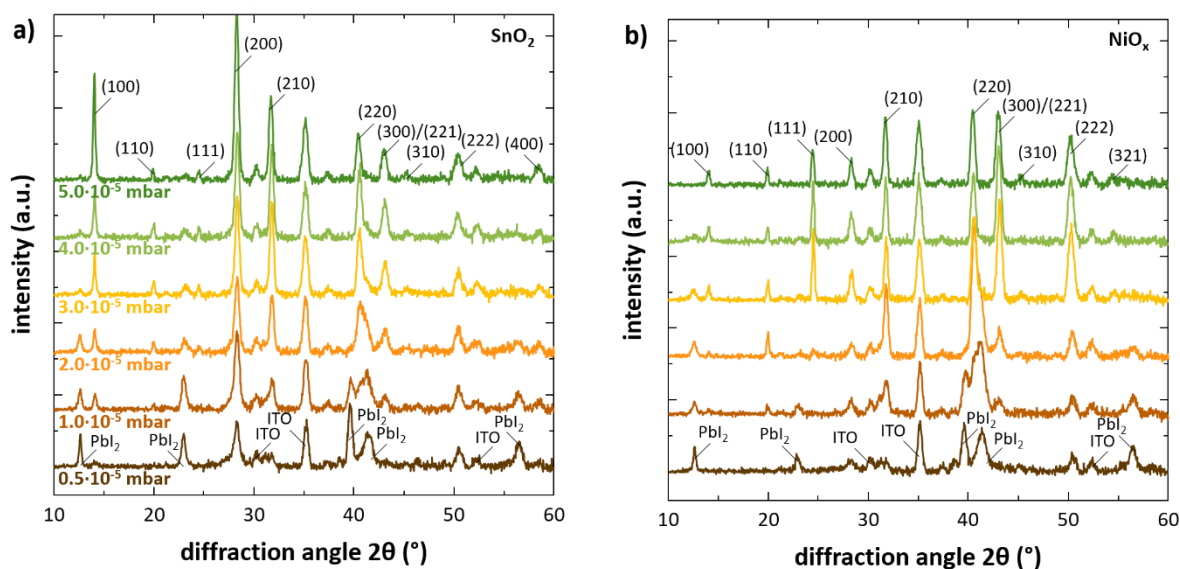 a)
SnO₂
(100)
(110)
(111)
(200)
(210)
(220)
(300)/(221)
(310)
(222)
(400)
5.0·10⁻⁵ mbar
4.0·10⁻⁵ mbar
3.0·10⁻⁵ mbar
2.0·10⁻⁵ mbar
1.0·10⁻⁵ mbar
0.5·10⁻⁵ mbar
PbI₂
PbI₂
ITO
ITO
PbI₂
PbI₂
ITO
PbI₂
intensity (a.u.)
10 20 30 40 50 60
diffraction angle 2θ (°)
b)
NiOₓ
(100)
(110)
(111)
(200)
(210)
(220)
(300)/(221)
(310)
(222)
(321)
PbI₂
PbI₂
ITO
ITO
PbI₂
PbI₂
PbI₂
ITO
intensity (a.u.)
10 20 30 40 50 60
diffraction angle 2θ (°)